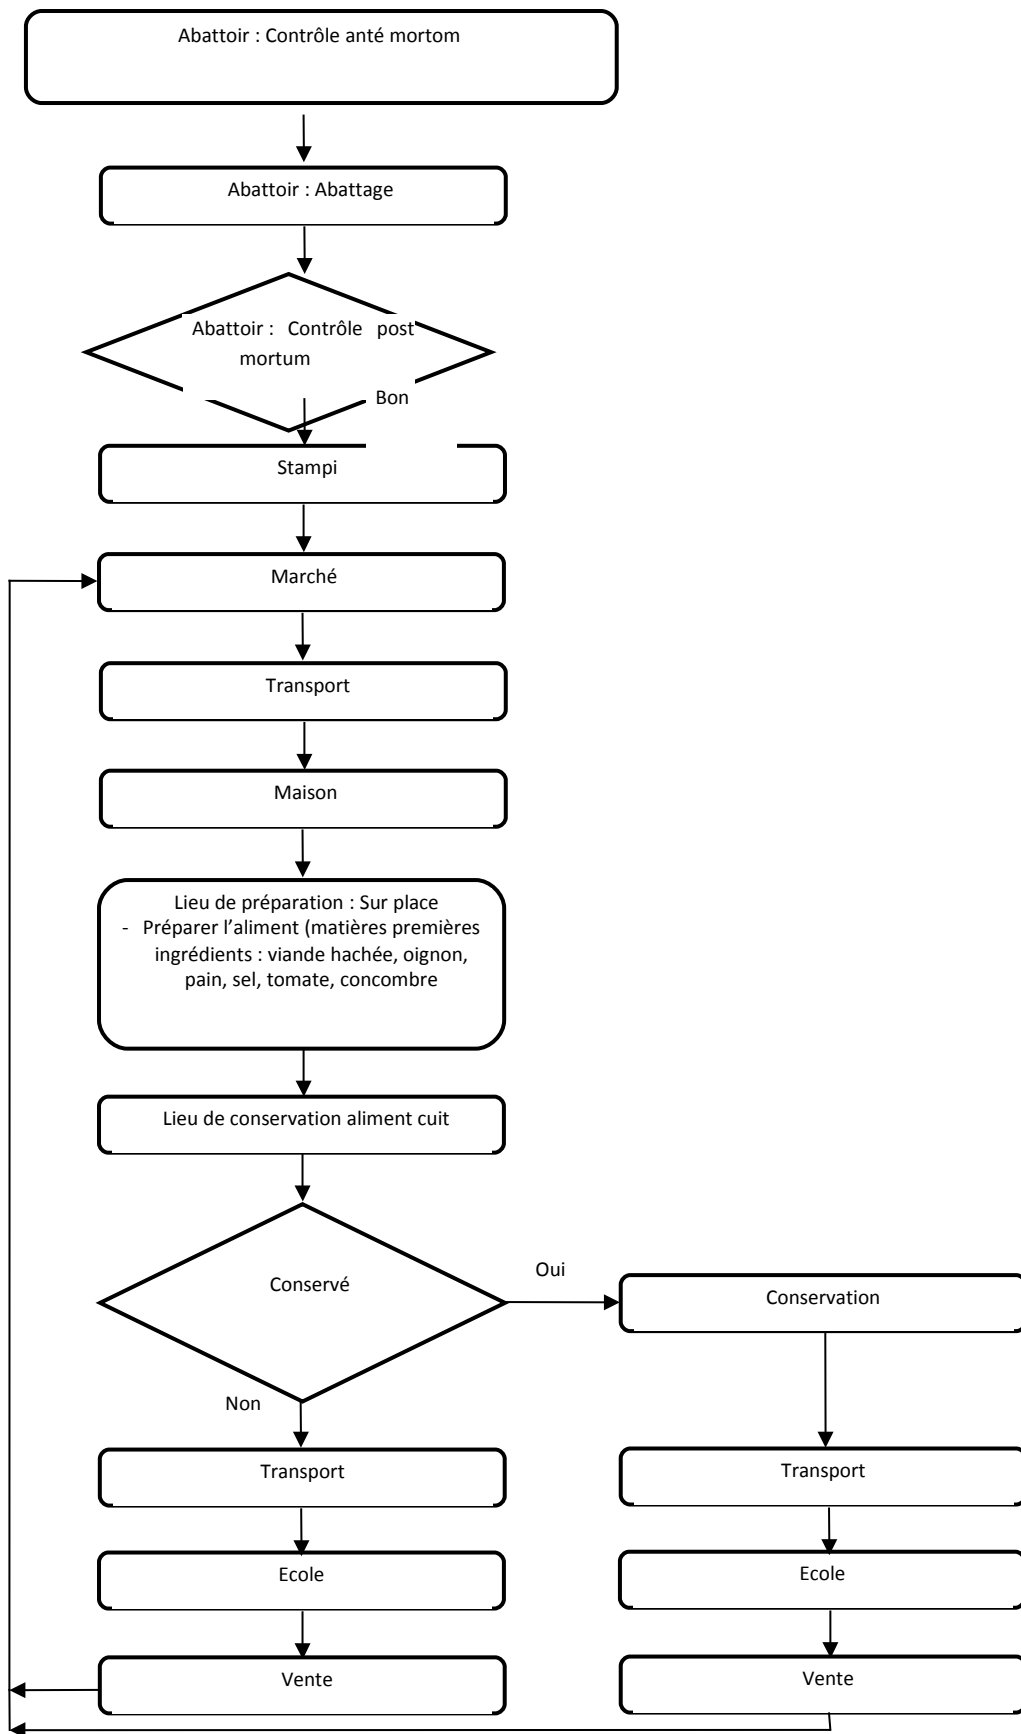 Abattoir : Contrôle anté mortom
Abattoir : Abattage
Abattoir : Contrôle post
mortum
Bon
Stampi
Marché
Transport
Maison
Lieu de préparation : Sur place
- Préparer l’aliment (matières premières
ingrédients : viande hachée, oignon,
pain, sel, tomate, concombre
Lieu de conservation aliment cuit
Conservé
Oui
Conservation
Non
Transport
Transport
Ecole
Ecole
Vente
Vente